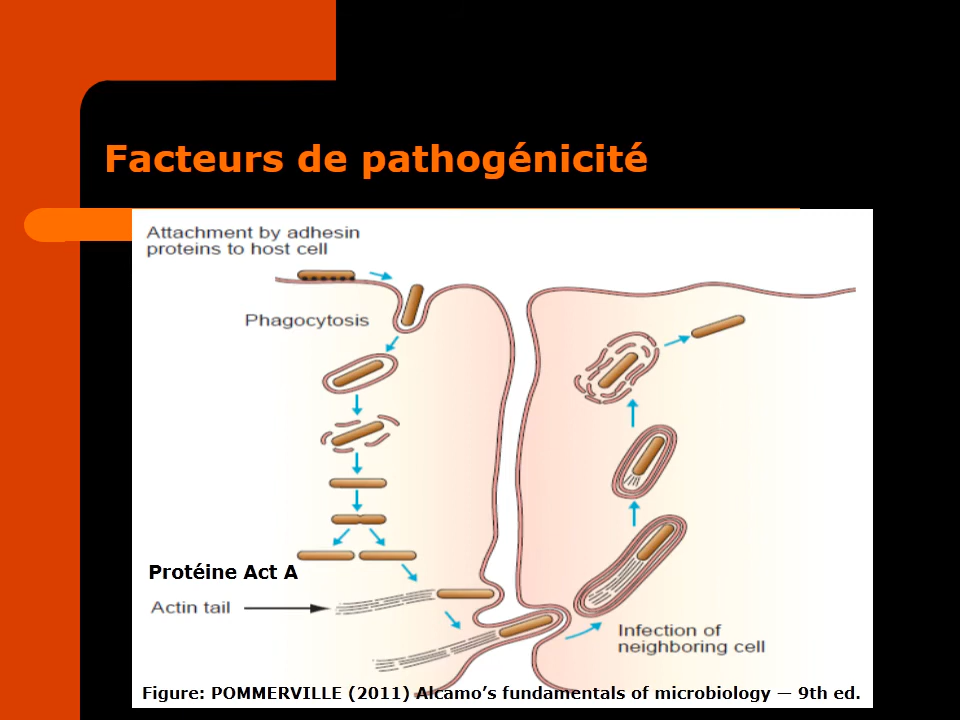 Facteurs de pathogénicité
Attachment by adhesin
proteins to host cell
Phagocytosis
Protéine Act A
Actin tail
Infection of
neighboring cell
Figure: POMMERVILLE (2011) Alcamo’s fundamentals of microbiology — 9th ed.